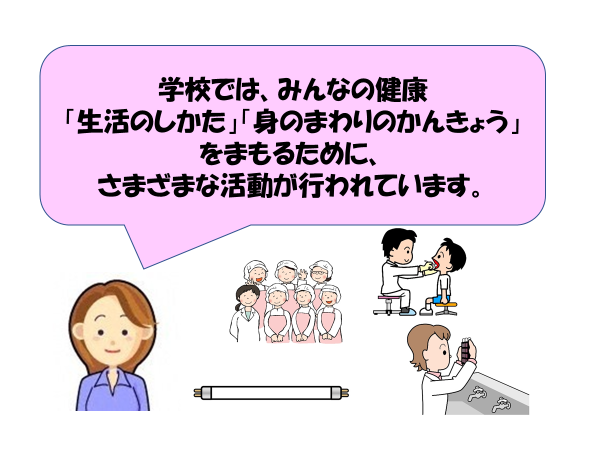 学校では、みんなの健康
「生活のしかた」「身のまわりのかんきょう」
をまもるために、
さまざまな活動が行われています。